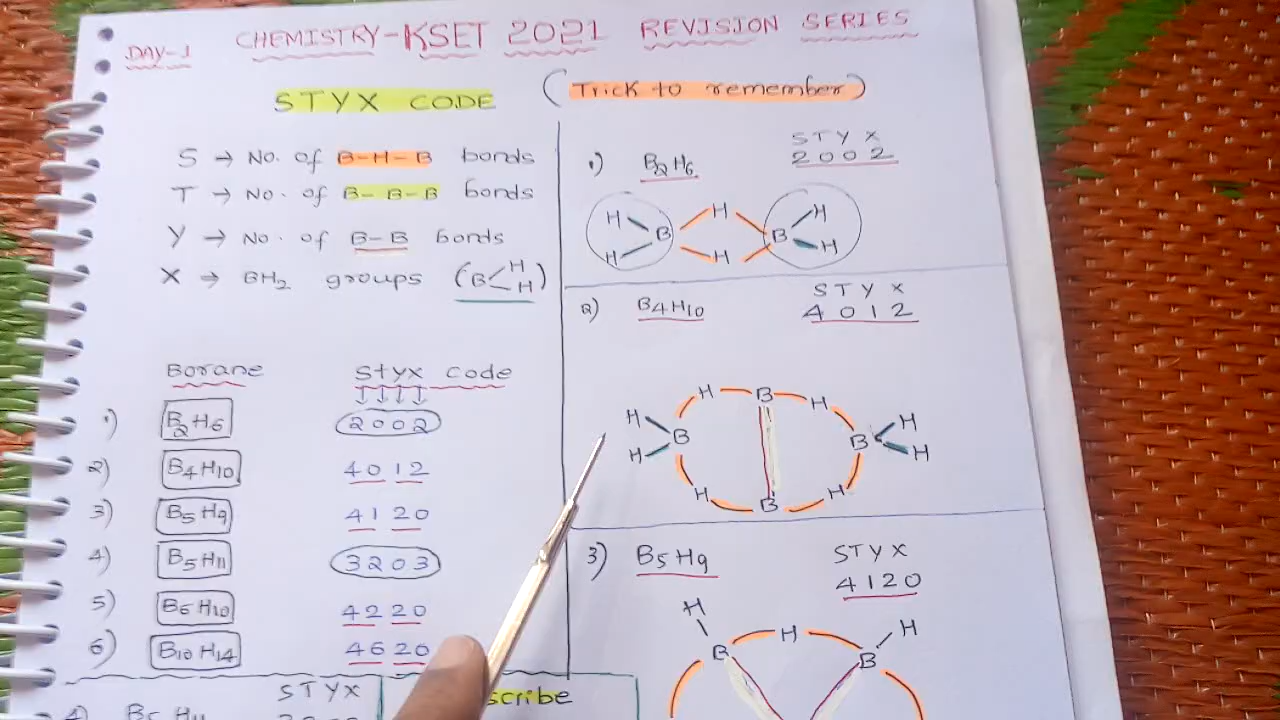 DAY-1 CHEMISTRY-KSET 2021 REVISION SERIES
STYX CODE (Trick to remember)
S → No. of B-H-B bonds
T → No. of B-B-B bonds
Y → No. of B-B bonds
X → BH2 groups (B H H)
Borane Styx code
1) B2H6 2002
2) B4H10 4012
3) B5H9 4120
4) B5H11 3203
5) B6H10 4220
6) B10H14 4620
1) B2H6 STYX
2002
H H H
B B
H H H
2) B4H10 STYX
4012
H B H
H H
B B
H H
H H
B
3) B5H9 STYX
4120
H H H
B B
4) B5H11 STYX
scribe